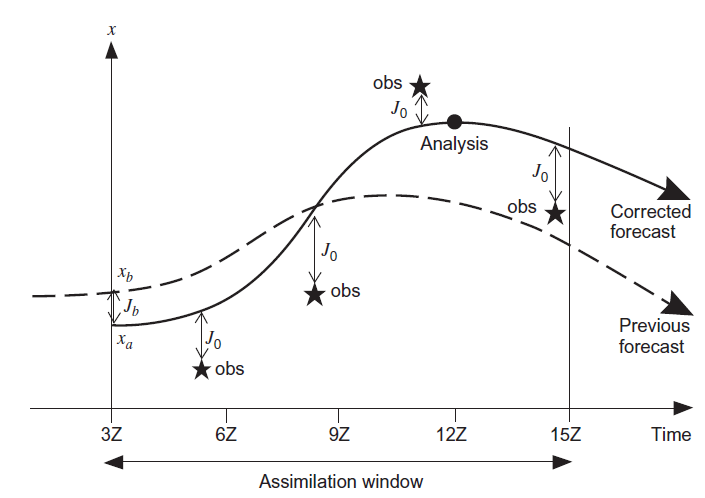 x
obs
J0
Analysis
J0
obs
Corrected
forecast
xb
J0
Jb
obs
xa
J0
obs
Previous
forecast
3Z 6Z 9Z 12Z 15Z Time
Assimilation window